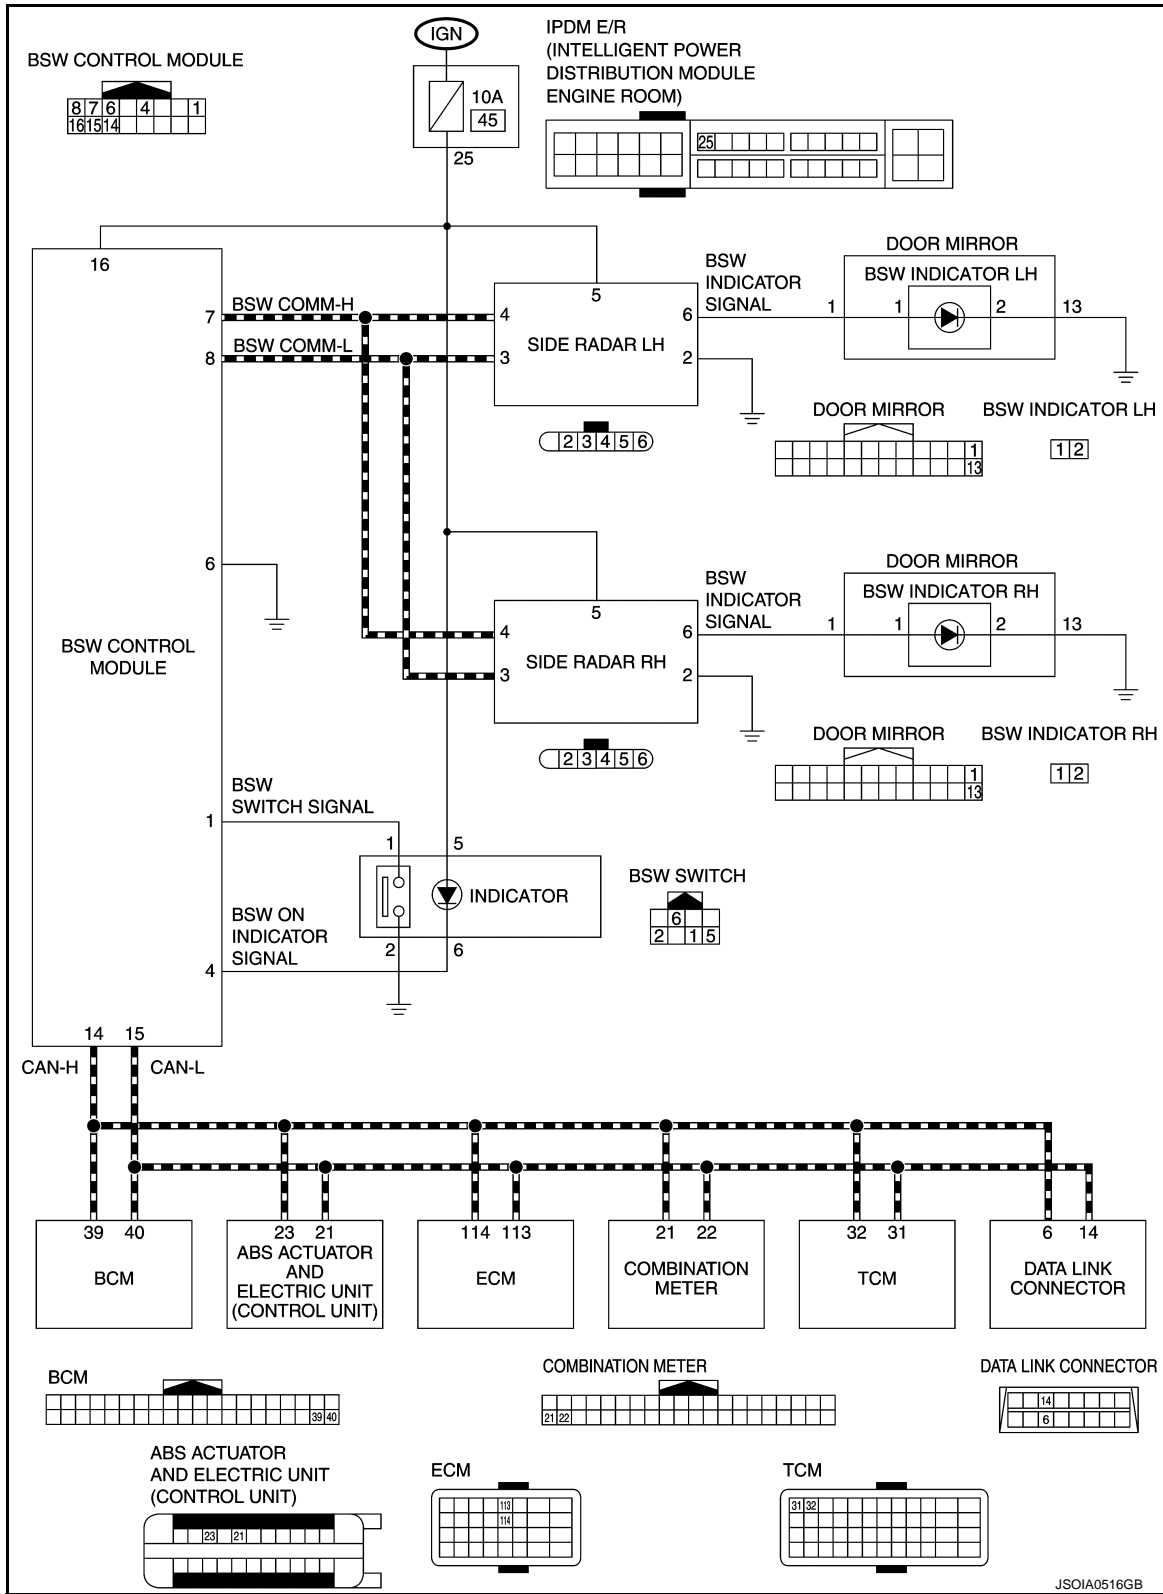 IGN
IPDM E/R
(INTELLIGENT POWER
DISTRIBUTION MODULE
ENGINE ROOM)
BSW CONTROL MODULE
8 7 6 4 1
16 15 14
10A
45
25
25
16
DOOR MIRROR
BSW INDICATOR LH
BSW
INDICATOR
SIGNAL
7 BSW COMM-H 4 5 6 1 1 2 13
SIDE RADAR LH
8 BSW COMM-L 3 2
2 3 4 5 6
DOOR MIRROR
1
13
BSW INDICATOR LH
1 2
6
BSW CONTROL
MODULE
DOOR MIRROR
BSW INDICATOR RH
BSW
INDICATOR
SIGNAL
5
4 6 1 1 2 13
SIDE RADAR RH
3 2
2 3 4 5 6
DOOR MIRROR
1
13
BSW INDICATOR RH
1 2
BSW
SWITCH SIGNAL
1
1 5
INDICATOR
BSW SWITCH
6
2 1 5
BSW ON
INDICATOR
SIGNAL
2 6
4
14 15
CAN-H CAN-L
39 40
BCM
23 21
ABS ACTUATOR
AND
ELECTRIC UNIT
(CONTROL UNIT)
114 113
ECM
21 22
COMBINATION
METER
32 31
TCM
6 14
DATA LINK
CONNECTOR
BCM
39 40
COMBINATION METER
21 22
DATA LINK CONNECTOR
14
6
ABS ACTUATOR
AND ELECTRIC UNIT
(CONTROL UNIT)
23 21
ECM
113
114
TCM
31 32
JSOIA0516GB